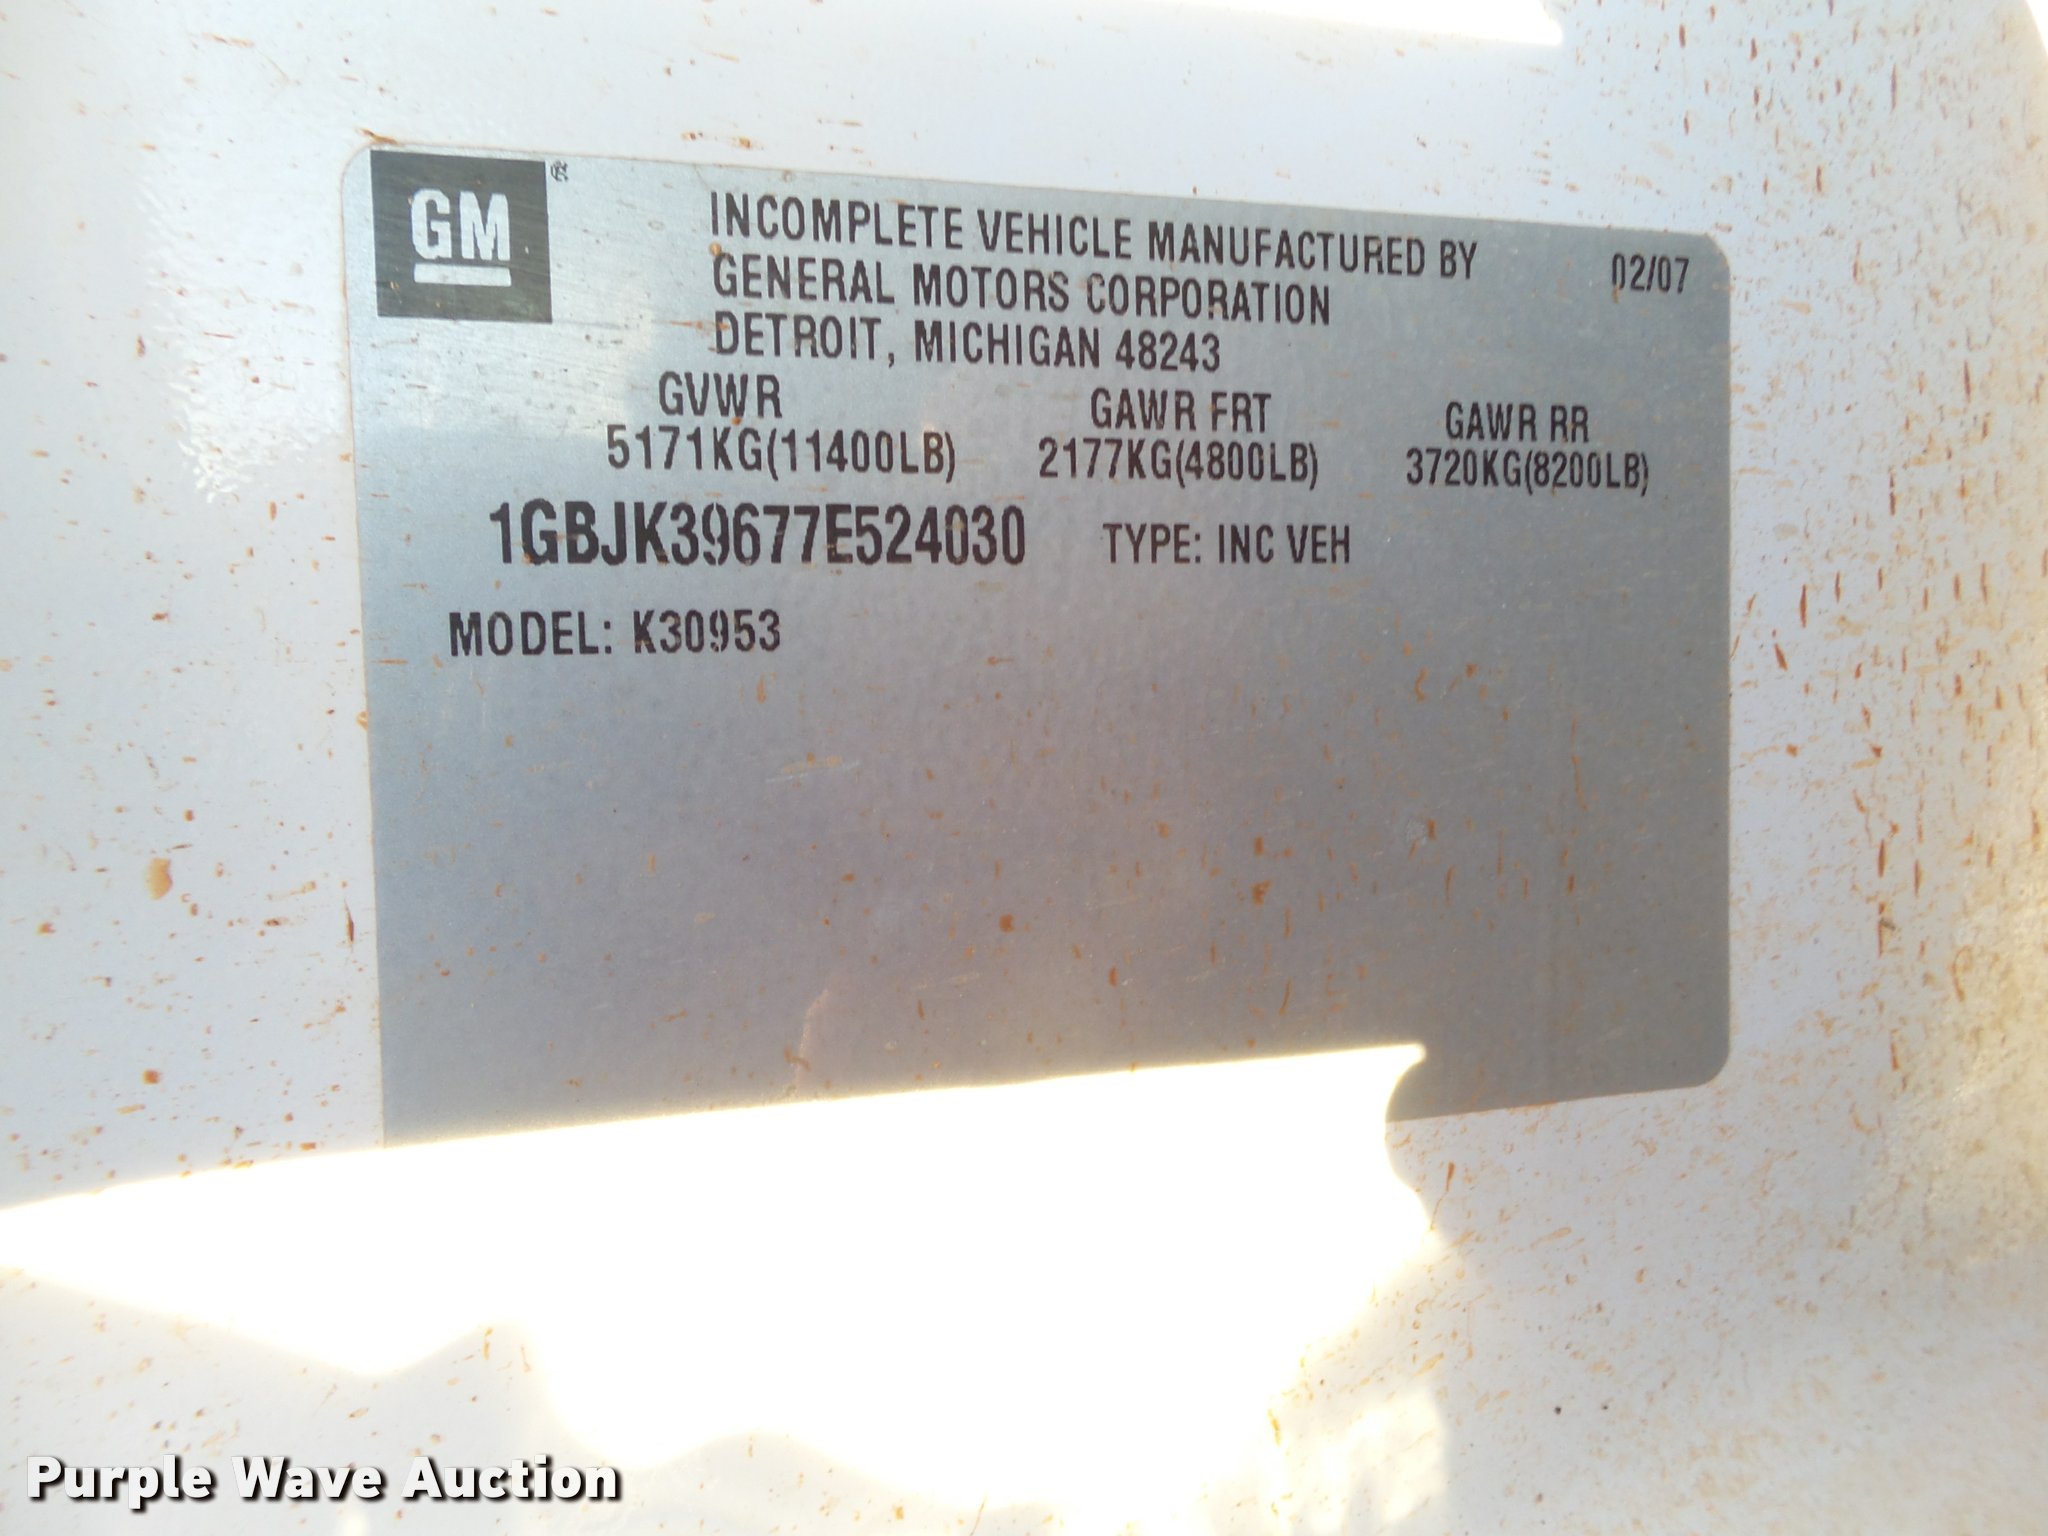 GM®
INCOMPLETE VEHICLE MANUFACTURED BY
GENERAL MOTORS CORPORATION
DETROIT, MICHIGAN 48243
02/07
GVWR GAWR FRT GAWR RR
5171KG(11400LB) 2177KG(4800LB) 3720KG(8200LB)
1GBJK39677E524030 TYPE: INC VEH
MODEL: K30953
Purple Wave Auction